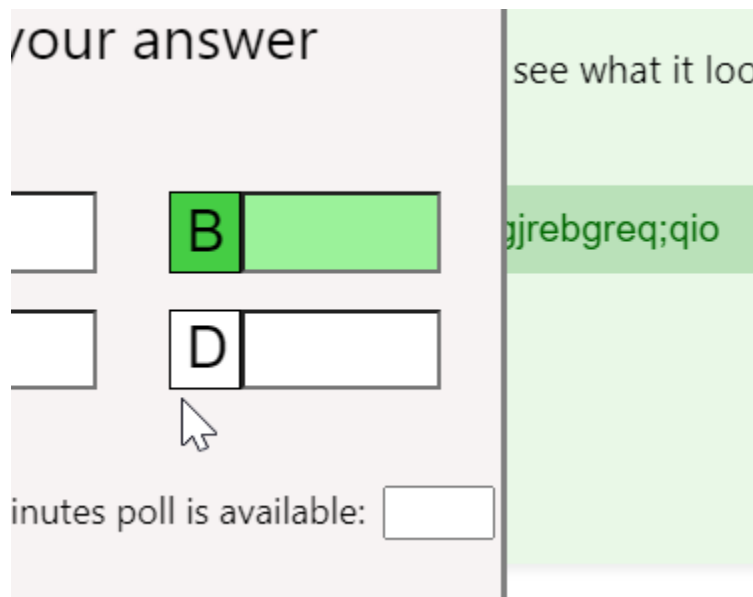 your answer
see what it loo
B
gjrebgreq;qio
D
inutes poll is available: